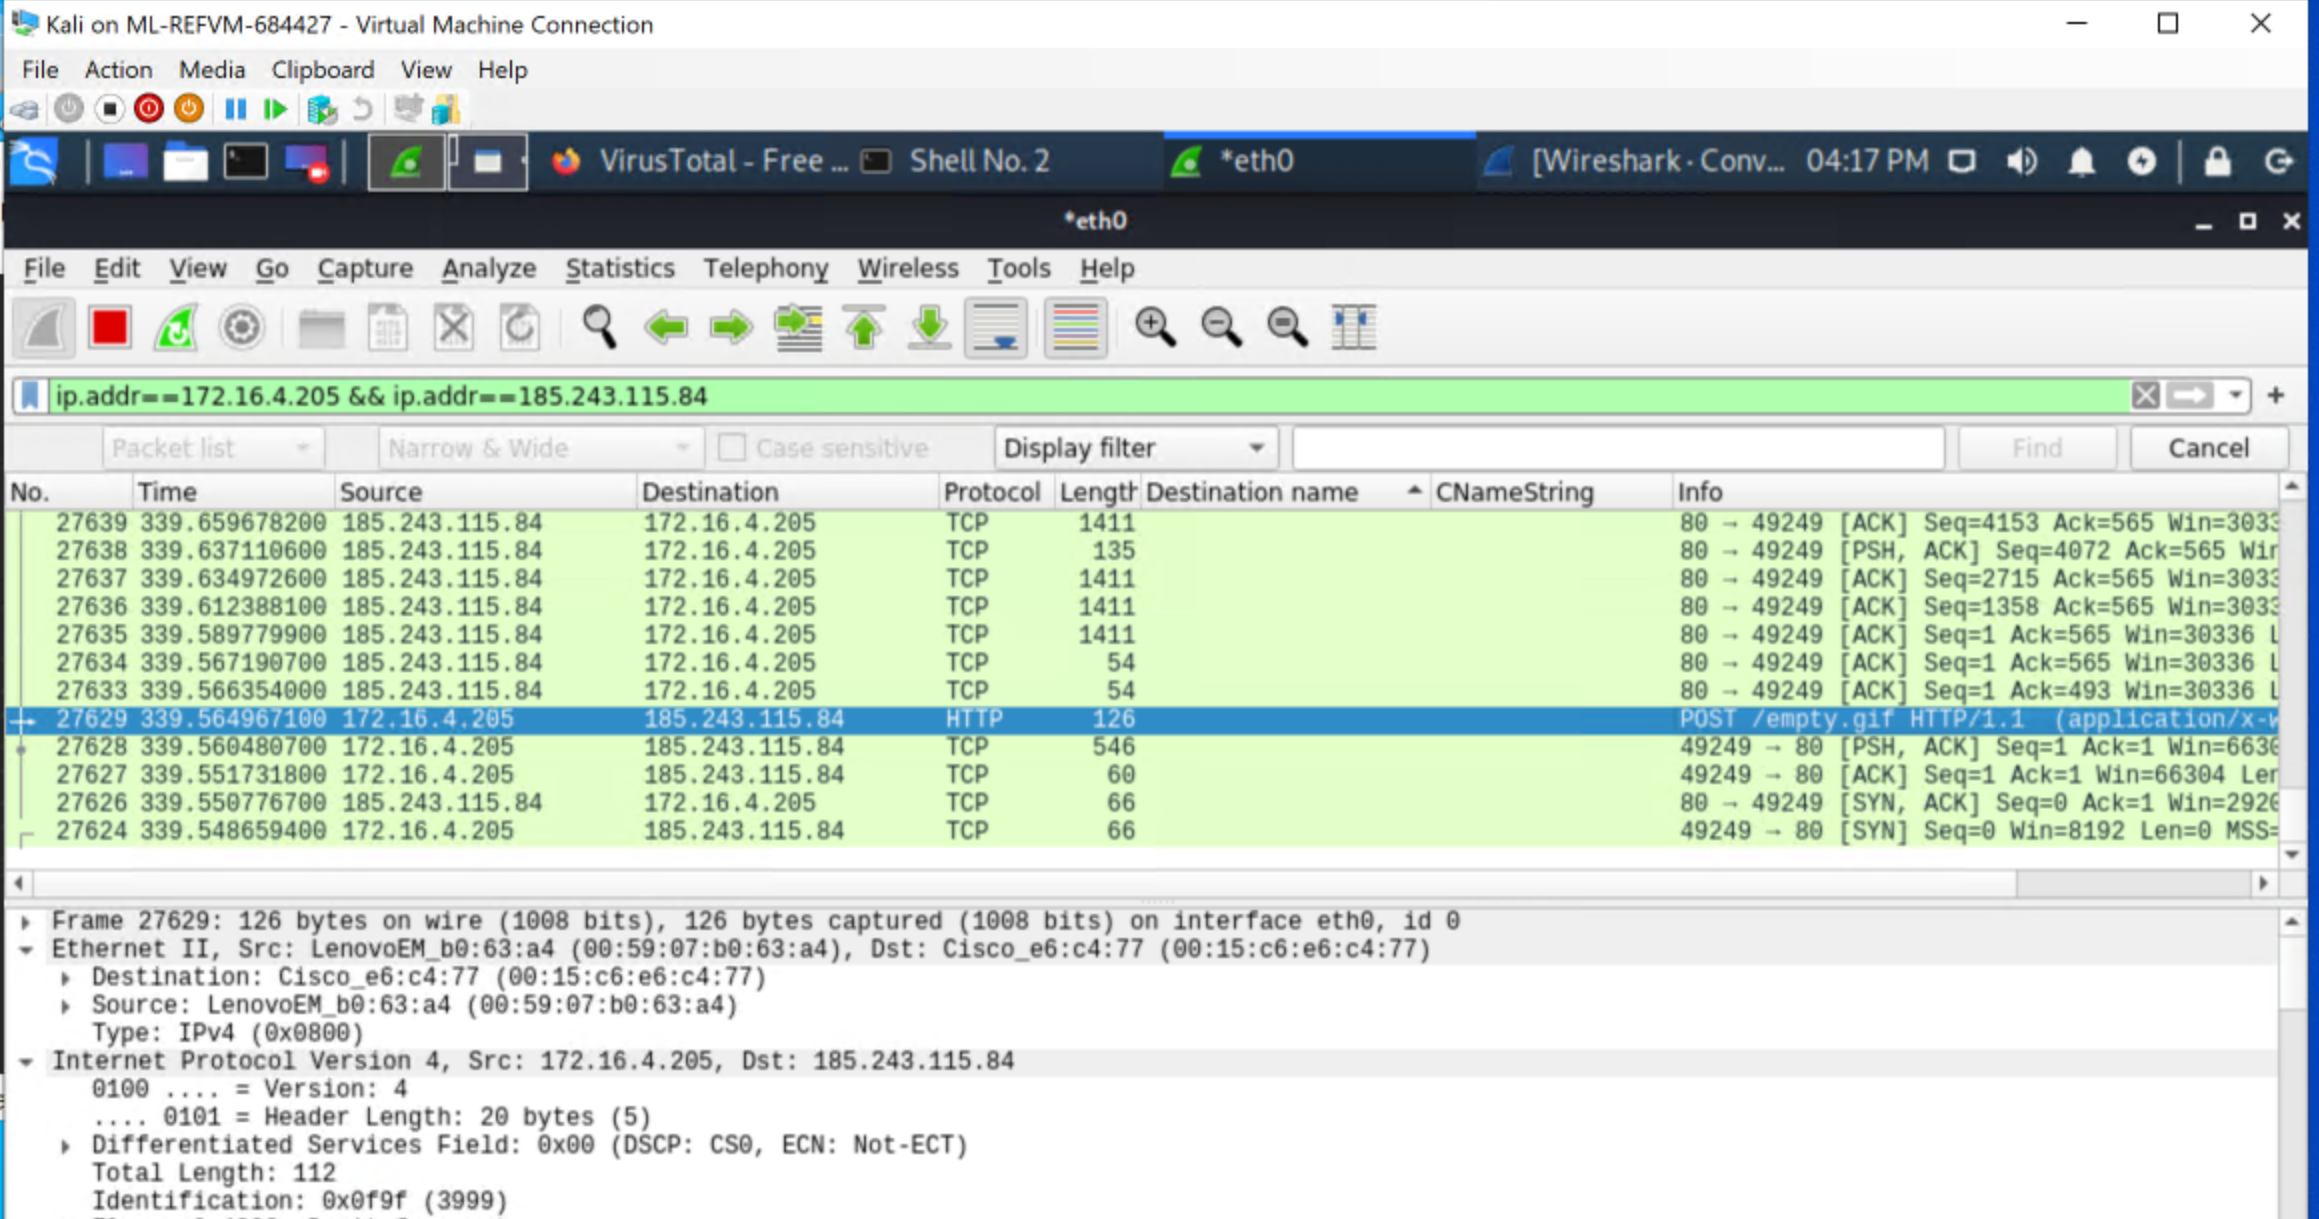 Kali on ML-REFVM-684427 - Virtual Machine Connection
File Action Media Clipboard View Help
VirusTotal - Free ... Shell No. 2 *eth0 [Wireshark · Conv... 04:17 PM
*eth0
File Edit View Go Capture Analyze Statistics Telephony Wireless Tools Help
ip.addr==172.16.4.205 && ip.addr==185.243.115.84
Packet list Narrow & Wide Case sensitive Display filter Find Cancel
No. Time Source Destination Protocol Length Destination name CNameString Info
27639 339.659678200 185.243.115.84 172.16.4.205 TCP 1411 80 → 49249 [ACK] Seq=4153 Ack=565 Win=3033
27638 339.637110600 185.243.115.84 172.16.4.205 TCP 135 80 → 49249 [PSH, ACK] Seq=4072 Ack=565 Win
27637 339.634972600 185.243.115.84 172.16.4.205 TCP 1411 80 → 49249 [ACK] Seq=2715 Ack=565 Win=3033
27636 339.612388100 185.243.115.84 172.16.4.205 TCP 1411 80 → 49249 [ACK] Seq=1358 Ack=565 Win=3033
27635 339.589779900 185.243.115.84 172.16.4.205 TCP 1411 80 → 49249 [ACK] Seq=1 Ack=565 Win=30336 L
27634 339.567190700 185.243.115.84 172.16.4.205 TCP 54 80 → 49249 [ACK] Seq=1 Ack=565 Win=30336 L
27633 339.566354000 185.243.115.84 172.16.4.205 TCP 54 80 → 49249 [ACK] Seq=1 Ack=493 Win=30336 L
27629 339.564967100 172.16.4.205 185.243.115.84 HTTP 126 POST /empty.gif HTTP/1.1 (application/x-w
27628 339.560480700 172.16.4.205 185.243.115.84 TCP 546 49249 → 80 [PSH, ACK] Seq=1 Ack=1 Win=6630
27627 339.551731800 172.16.4.205 185.243.115.84 TCP 60 49249 → 80 [ACK] Seq=1 Ack=1 Win=66304 Len
27626 339.550776700 185.243.115.84 172.16.4.205 TCP 66 80 → 49249 [SYN, ACK] Seq=0 Ack=1 Win=2920
27624 339.548659400 172.16.4.205 185.243.115.84 TCP 66 49249 → 80 [SYN] Seq=0 Win=8192 Len=0 MSS=
Frame 27629: 126 bytes on wire (1008 bits), 126 bytes captured (1008 bits) on interface eth0, id 0
Ethernet II, Src: LenovoEM_b0:63:a4 (00:59:07:b0:63:a4), Dst: Cisco_e6:c4:77 (00:15:c6:e6:c4:77)
Destination: Cisco_e6:c4:77 (00:15:c6:e6:c4:77)
Source: LenovoEM_b0:63:a4 (00:59:07:b0:63:a4)
Type: IPv4 (0x0800)
Internet Protocol Version 4, Src: 172.16.4.205, Dst: 185.243.115.84
0100 .... = Version: 4
.... 0101 = Header Length: 20 bytes (5)
Differentiated Services Field: 0x00 (DSCP: CS0, ECN: Not-ECT)
Total Length: 112
Identification: 0x0f9f (3999)